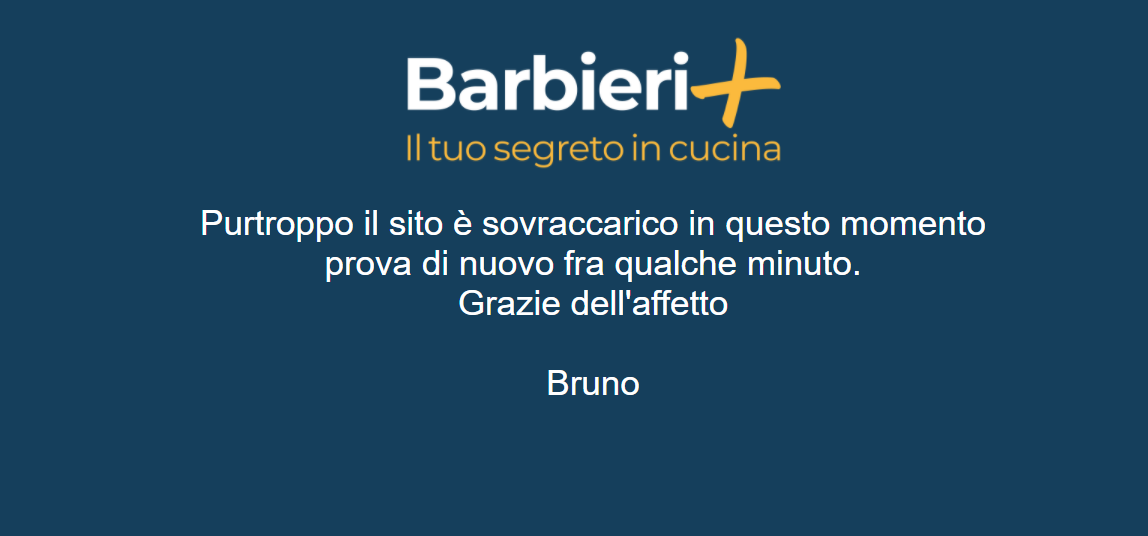 Barbieri+
Il tuo segreto in cucina
Purtroppo il sito è sovraccarico in questo momento
prova di nuovo fra qualche minuto.
Grazie dell'affetto
Bruno